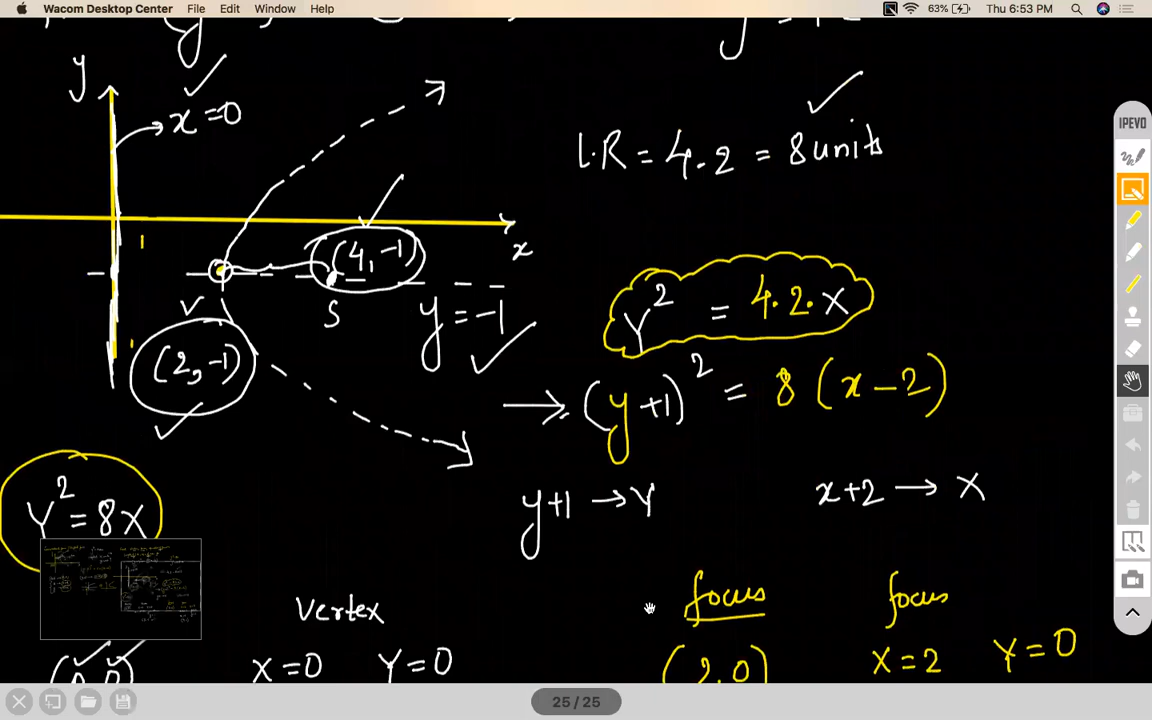 Wacom Desktop Center File Edit Window Help 63% Thu 6:53 PM
y
x = 0
IPEVO
L.R = 4.2 = 8 units
(4, -1)
x
V
S
y = -1
Y² = 4.2.X
(2, -1)
→ (y+1)² = 8 (x-2)
Y² = 8X
y+1 → Y x+2 → X
Vertex focus focus
X = 0 Y = 0 (2,0) X = 2 Y = 0
25 / 25